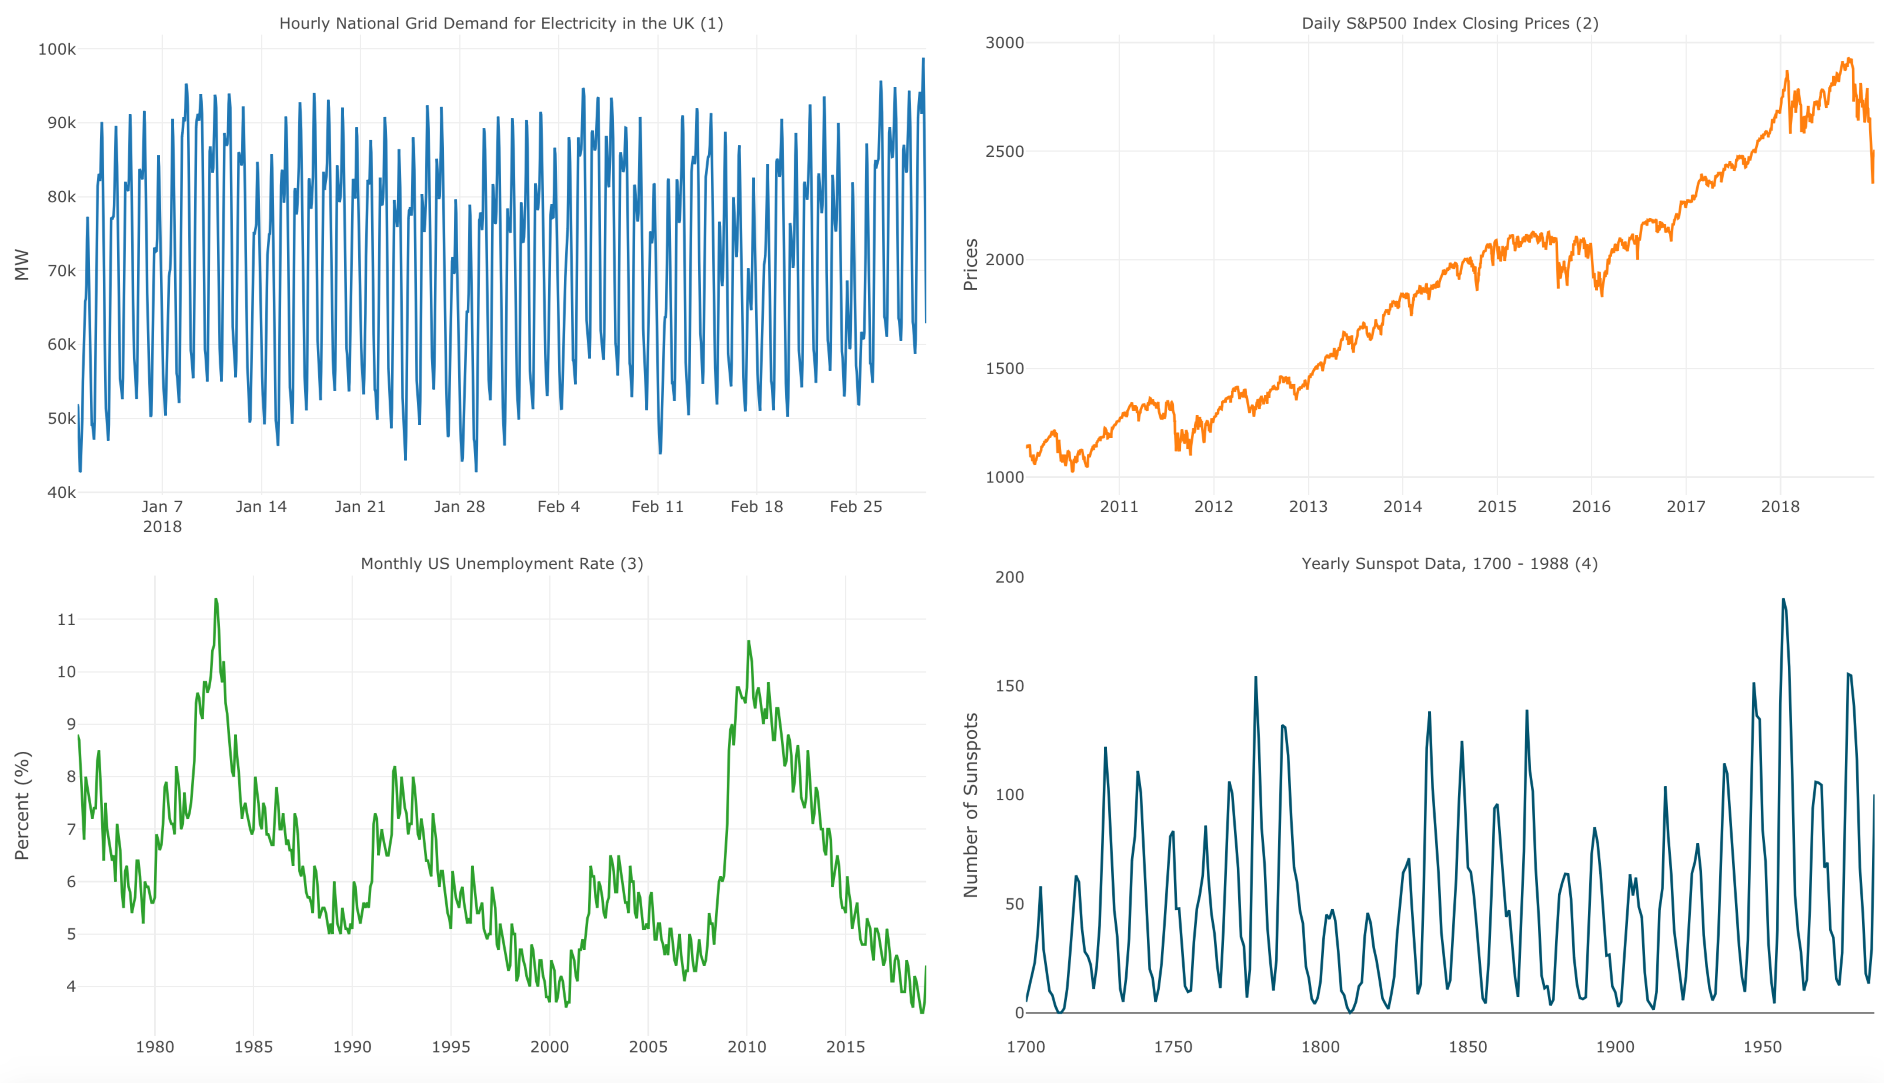 Hourly National Grid Demand for Electricity in the UK (1)
100k
90k
80k
70k
60k
50k
40k
MW
Jan 7
2018
Jan 14
Jan 21
Jan 28
Feb 4
Feb 11
Feb 18
Feb 25
Daily S&P500 Index Closing Prices (2)
3000
2500
2000
1500
1000
Prices
2011
2012
2013
2014
2015
2016
2017
2018
Monthly US Unemployment Rate (3)
11
10
9
8
7
6
5
4
Percent (%)
1980
1985
1990
1995
2000
2005
2010
2015
Yearly Sunspot Data, 1700 - 1988 (4)
200
150
100
50
0
Number of Sunspots
1700
1750
1800
1850
1900
1950